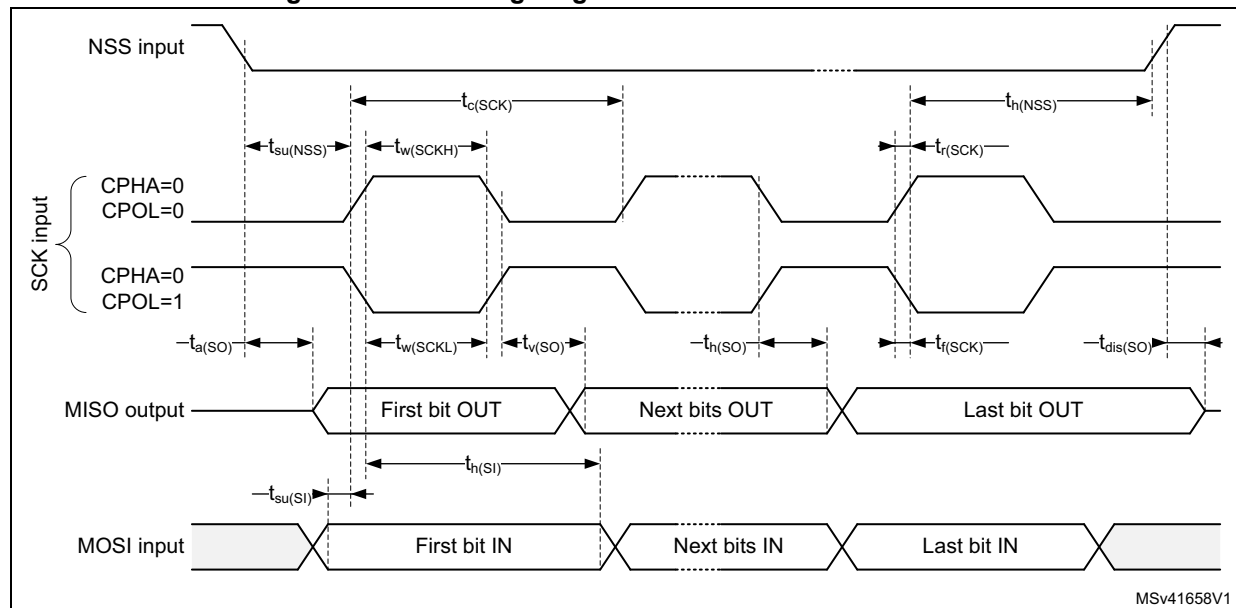 NSS input
tc(SCK)
th(NSS)
tsu(NSS)
tw(SCKH)
tr(SCK)
CPHA=0
CPOL=0
SCK input
CPHA=0
CPOL=1
ta(SO)
tw(SCKL)
tv(SO)
th(SO)
tf(SCK)
tdis(SO)
MISO output
First bit OUT
Next bits OUT
Last bit OUT
th(SI)
tsu(SI)
MOSI input
First bit IN
Next bits IN
Last bit IN
MSv41658V1